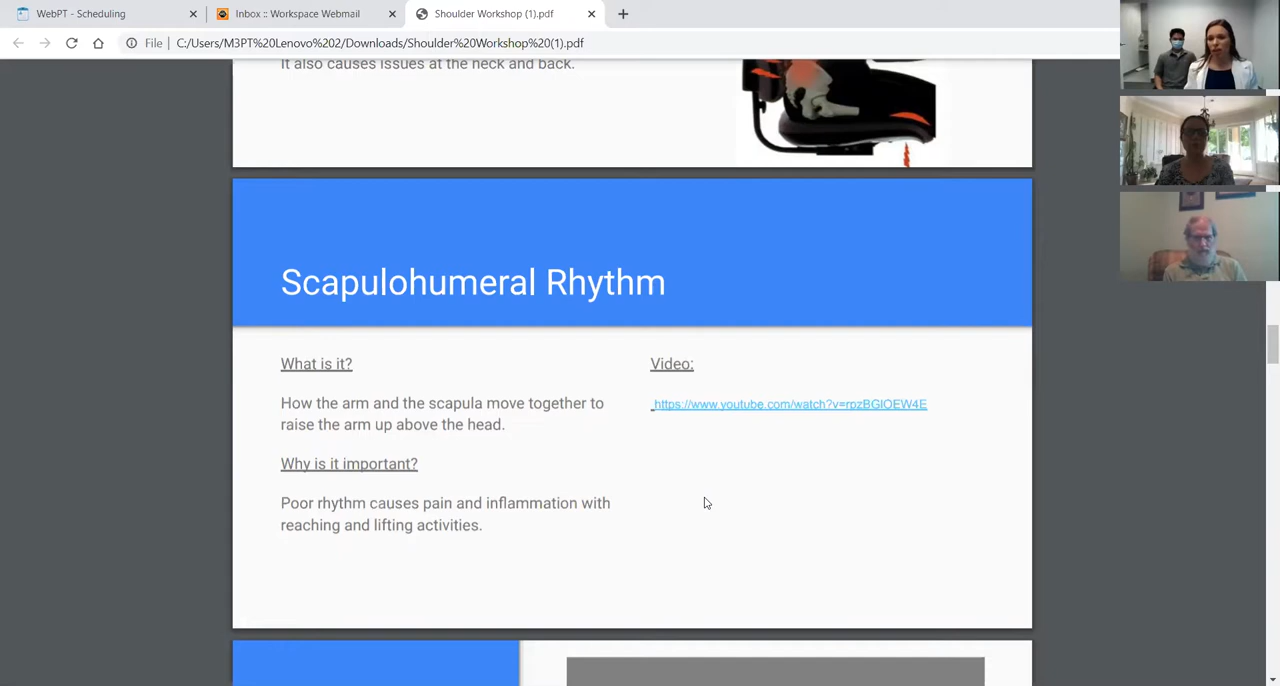 WebPT - Scheduling
Inbox :: Workspace Webmail
Shoulder Workshop (1).pdf
File
C:/Users/M3PT%20Lenovo%202/Downloads/Shoulder%20Workshop%20(1).pdf
It also causes issues at the neck and back.
Scapulohumeral Rhythm
What is it?
How the arm and the scapula move together to
raise the arm up above the head.
Why is it important?
Poor rhythm causes pain and inflammation with
reaching and lifting activities.
Video:
https://www.youtube.com/watch?v=rpzBGIOEW4E